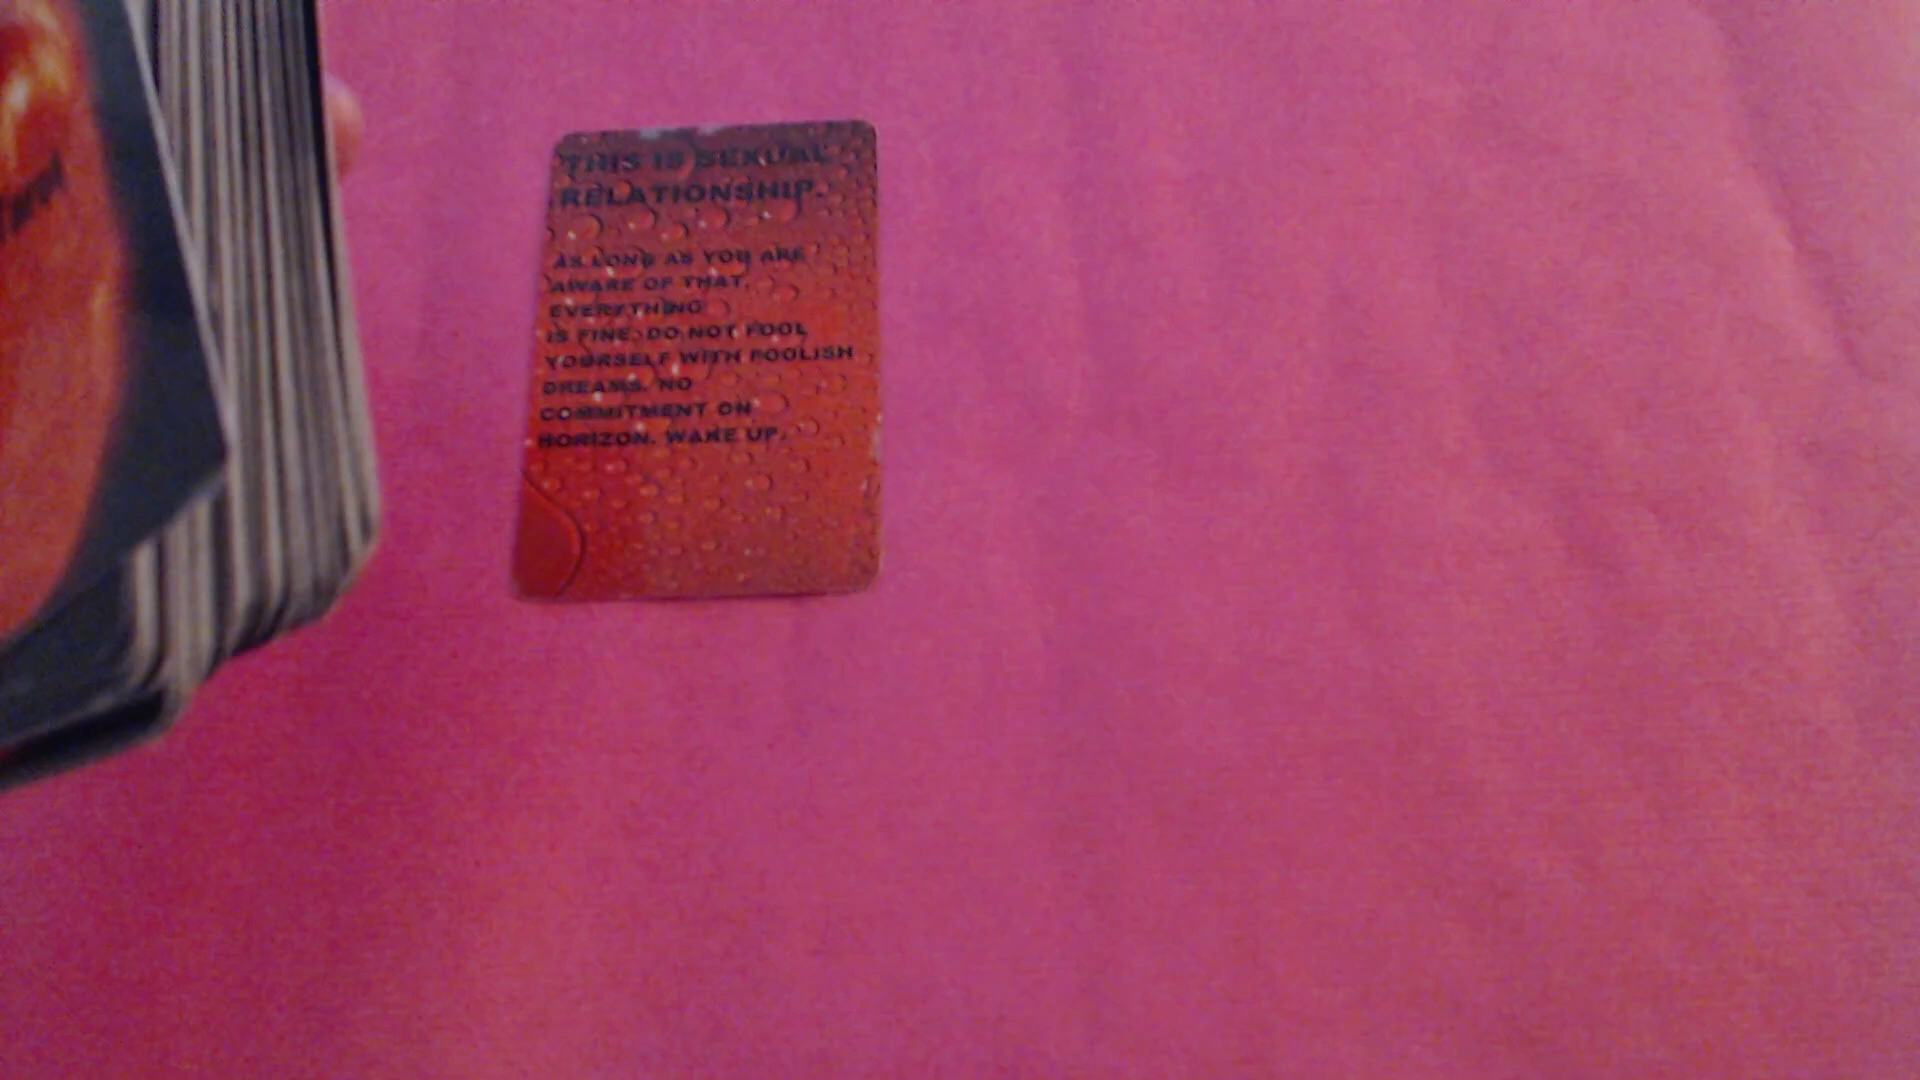 THIS IS SEXUAL
RELATIONSHIP.
AS LONG AS YOU ARE
AWARE OF THAT,
EVERYTHING
IS FINE. DO NOT FOOL
YOURSELF WITH FOOLISH
DREAMS. NO
COMMITMENT ON
HORIZON. WAKE UP.